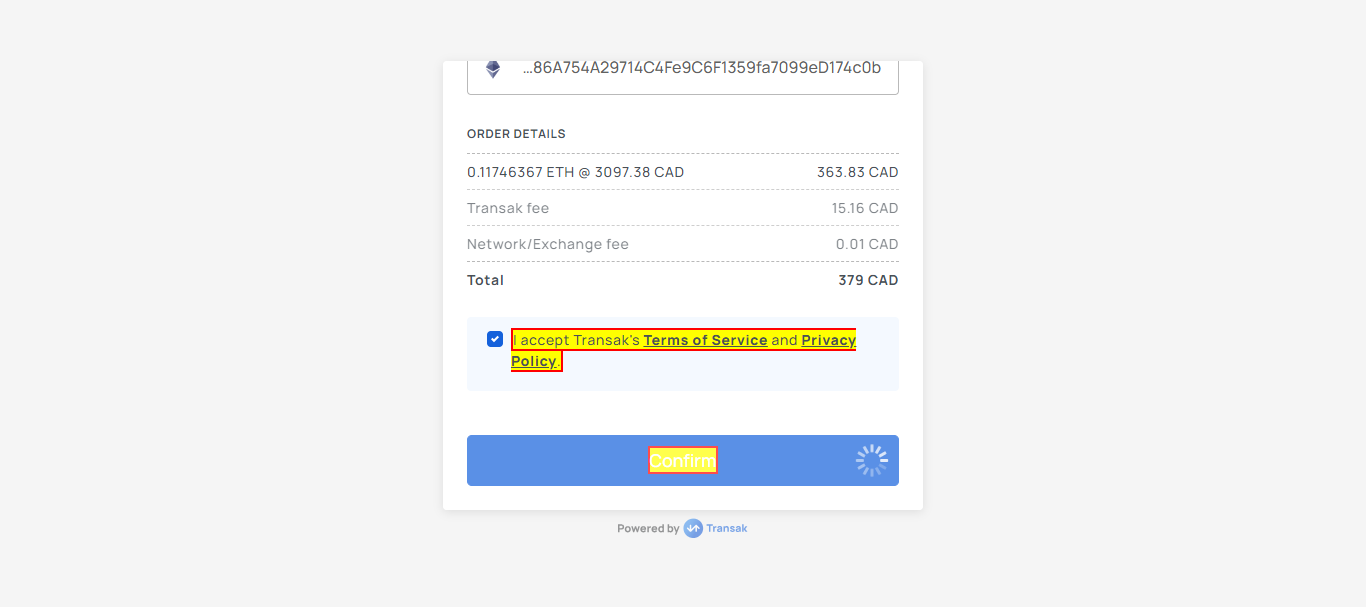 ...86A754A29714C4Fe9C6F1359fa7099eD174c0b
ORDER DETAILS
0.11746367 ETH @ 3097.38 CAD 363.83 CAD
Transak fee 15.16 CAD
Network/Exchange fee 0.01 CAD
Total 379 CAD
I accept Transak's Terms of Service and Privacy
Policy.
Confirm
Powered by Transak